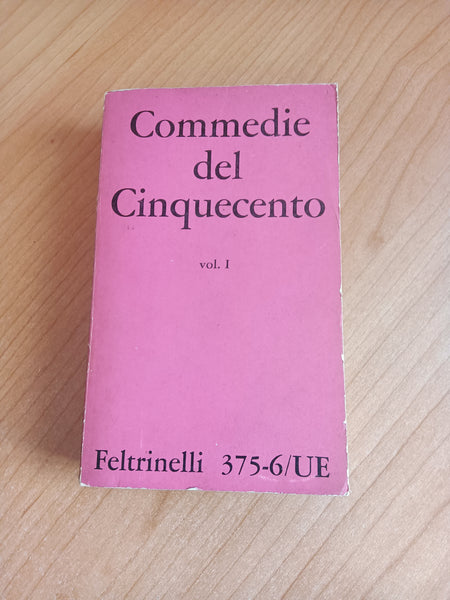 Commedie
del
Cinquecento
vol. I
Feltrinelli 375-6/UE